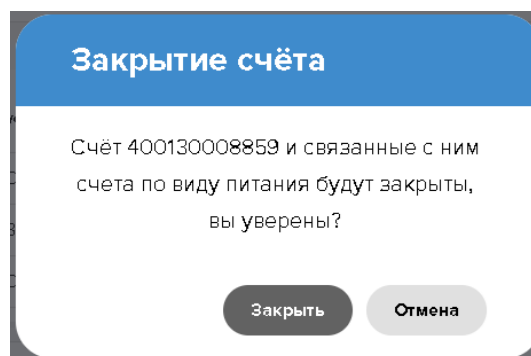 Закрытие счёта
Счёт 400130008859 и связанные с ним
счета по виду питания будут закрыты,
вы уверены?
Закрыть Отмена